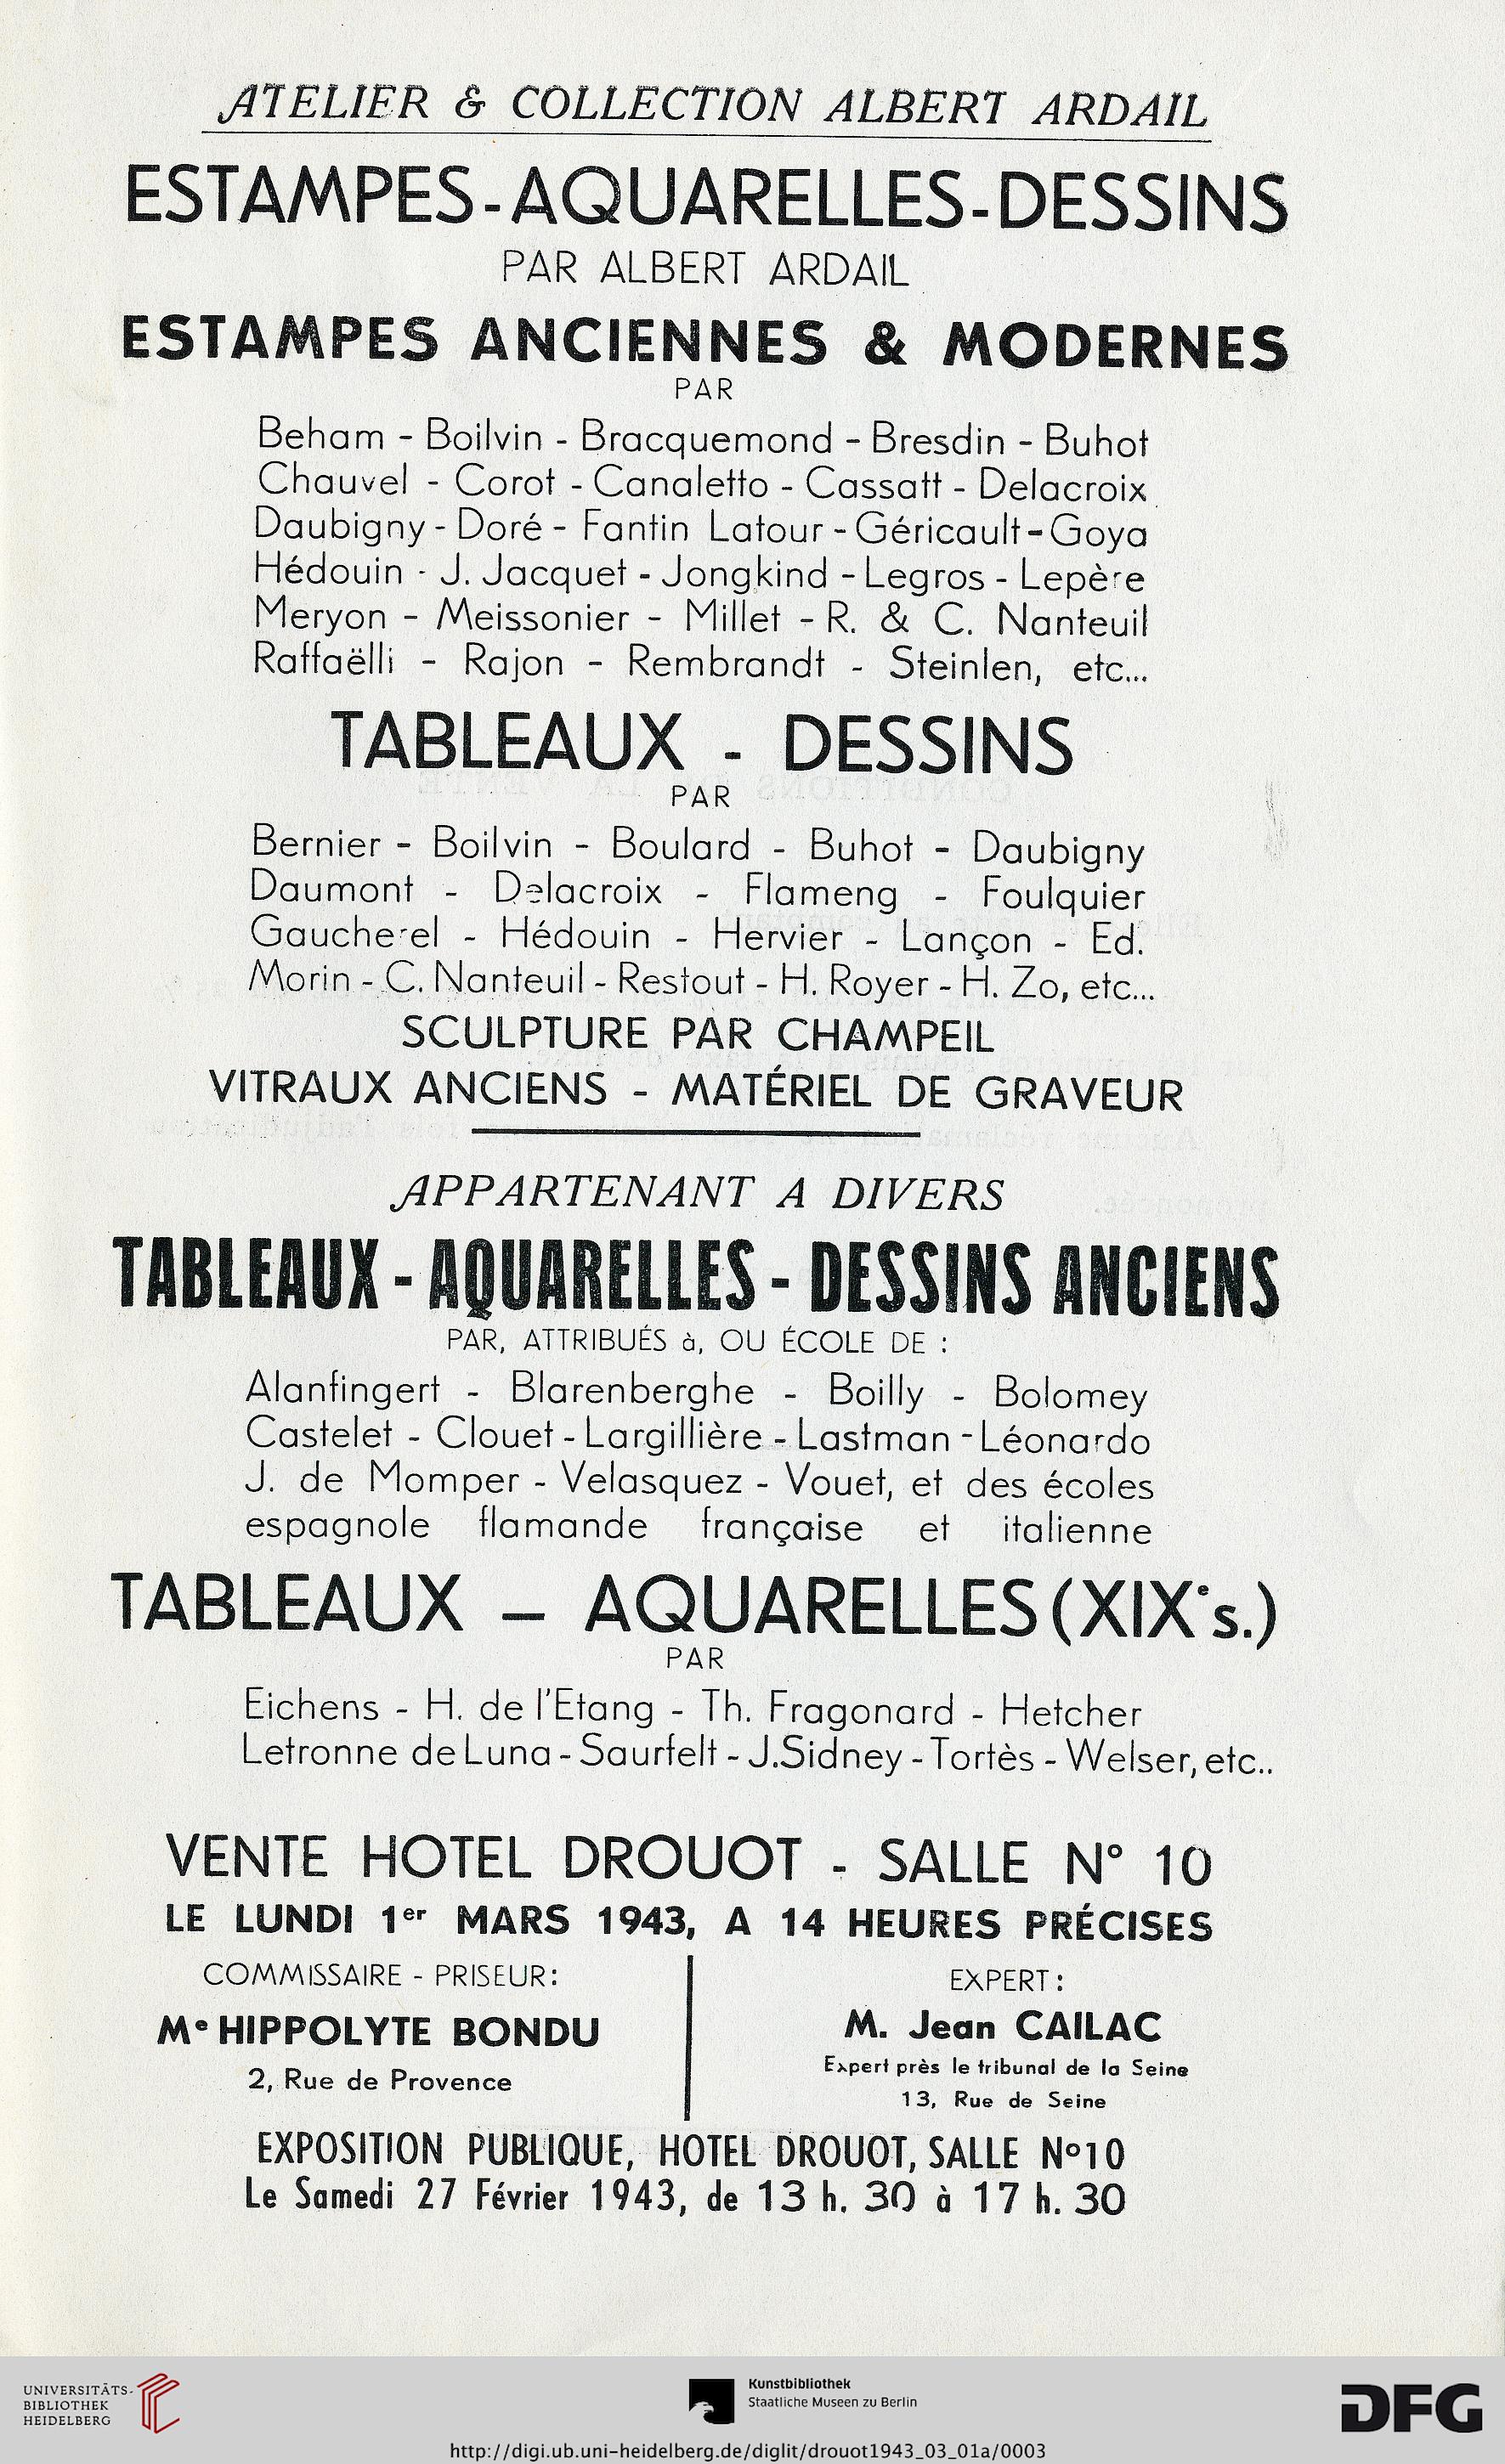 ATELIER & COLLECTION ALBERT ARDAIL
ESTAMPES-AQUARELLES-DESSINS
PAR ALBERT ARDAIL
ESTAMPES ANCIENNES & MODERNES
PAR
Beham - Boilvin - Bracquemond - Bresdin - Buhot
Chauvel - Corot - Canaletto - Cassatt - Delacroix
Daubigny - Doré - Fantin Latour - Géricault - Goya
Hédouin - J. Jacquet - Jongkind - Legros - Lepère
Meryon - Meissonier - Millet - R. & C. Nanteuil
Raffaëlli - Rajon - Rembrandt - Steinlen, etc...
TABLEAUX - DESSINS
PAR
Bernier - Boilvin - Boulard - Buhot - Daubigny
Daumont - Delacroix - Flameng - Foulquier
Gaucherel - Hédouin - Hervier - Lançon - Ed.
Morin - C. Nanteuil - Restout - H. Royer - H. Zo, etc...
SCULPTURE PAR CHAMPEIL
VITRAUX ANCIENS - MATÉRIEL DE GRAVEUR
APPARTENANT A DIVERS
TABLEAUX - AQUARELLES - DESSINS ANCIENS
PAR, ATTRIBUÉS à, OU ÉCOLE DE :
Alanfingert - Blarenberghe - Boilly - Bolomey
Castelet - Clouet - Largillière - Lastman - Léonardo
J. de Momper - Velasquez - Vouet, et des écoles
espagnole flamande française et italienne
TABLEAUX — AQUARELLES (XIXe s.)
PAR
Eichens - H. de l'Etang - Th. Fragonard - Hetcher
Letronne de Luna - Saurfelt - J.Sidney - Tortès - Welser, etc..
VENTE HOTEL DROUOT - SALLE N° 10
LE LUNDI 1er MARS 1943, A 14 HEURES PRÉCISES
COMMISSAIRE - PRISEUR:
Me HIPPOLYTE BONDU
2, Rue de Provence
EXPERT:
M. Jean CAILAC
Expert près le tribunal de la Seine
13, Rue de Seine
EXPOSITION PUBLIQUE, HOTEL DROUOT, SALLE N°10
Le Samedi 27 Février 1943, de 13 h. 30 à 17 h. 30
UNIVERSITÄTS-
BIBLIOTHEK
HEIDELBERG
Kunstbibliothek
Staatliche Museen zu Berlin
DFG
http://digi.ub.uni-heidelberg.de/diglit/drouot1943_03_01a/0003